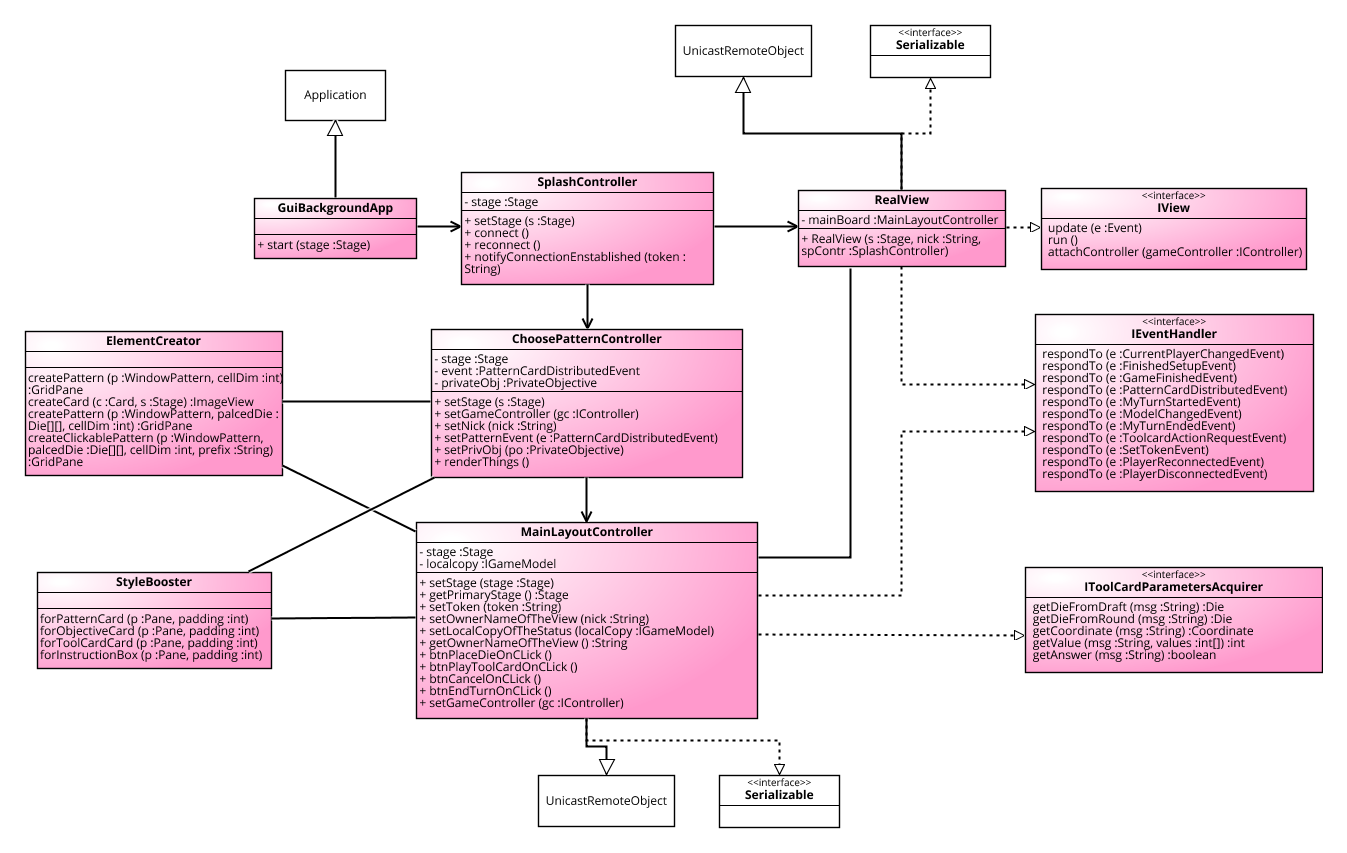 UnicastRemoteObject
<<interface>>
Serializable
Application
GuiBackgroundApp
+ start (stage :Stage)
SplashController
- stage :Stage
+ setStage (s :Stage)
+ connect ()
+ reconnect ()
+ notifyConnectionEnstablished (token :
String)
RealView
- mainBoard :MainLayoutController
+ RealView (s :Stage, nick :String,
spContr :SplashController)
<<interface>>
IView
update (e :Event)
run ()
attachController (gameController :IController)
ElementCreator
createPattern (p :WindowPattern, cellDim :int)
:GridPane
createCard (c :Card, s :Stage) :ImageView
createPattern (p :WindowPattern, palcedDie :
Die[][], cellDim :int) :GridPane
createClickablePattern (p :WindowPattern,
palcedDie :Die[][], cellDim :int, prefix :String)
:GridPane
ChoosePatternController
- stage :Stage
- event :PatternCardDistributedEvent
- privateObj :PrivateObjective
+ setStage (s :Stage)
+ setGameController (gc :IController)
+ setNick (nick :String)
+ setPatternEvent (e :PatternCardDistributedEvent)
+ setPrivObj (po :PrivateObjective)
+ renderThings ()
<<interface>>
IEventHandler
respondTo (e :CurrentPlayerChangedEvent)
respondTo (e :FinishedSetupEvent)
respondTo (e :GameFinishedEvent)
respondTo (e :PatternCardDistributedEvent)
respondTo (e :MyTurnStartedEvent)
respondTo (e :ModelChangedEvent)
respondTo (e :MyTurnEndedEvent)
respondTo (e :ToolcardActionRequestEvent)
respondTo (e :SetTokenEvent)
respondTo (e :PlayerReconnectedEvent)
respondTo (e :PlayerDisconnectedEvent)
StyleBooster
forPatternCard (p :Pane, padding :int)
forObjectiveCard (p :Pane, padding :int)
forToolCardCard (p :Pane, padding :int)
forInstructionBox (p :Pane, padding :int)
MainLayoutController
- stage :Stage
- localcopy :IGameModel
+ setStage (stage :Stage)
+ getPrimaryStage () :Stage
+ setToken (token :String)
+ setOwnerNameOfTheView (nick :String)
+ setLocalCopyOfTheStatus (localCopy :IGameModel)
+ getOwnerNameOfTheView () :String
+ btnPlaceDieOnCLick ()
+ btnPlayToolCardOnCLick ()
+ btnCancelOnCLick ()
+ btnEndTurnOnCLick ()
+ setGameController (gc :IController)
<<interface>>
IToolCardParametersAcquirer
getDieFromDraft (msg :String) :Die
getDieFromRound (msg :String) :Die
getCoordinate (msg :String) :Coordinate
getValue (msg :String, values :int[]) :int
getAnswer (msg :String) :boolean
UnicastRemoteObject
<<interface>>
Serializable